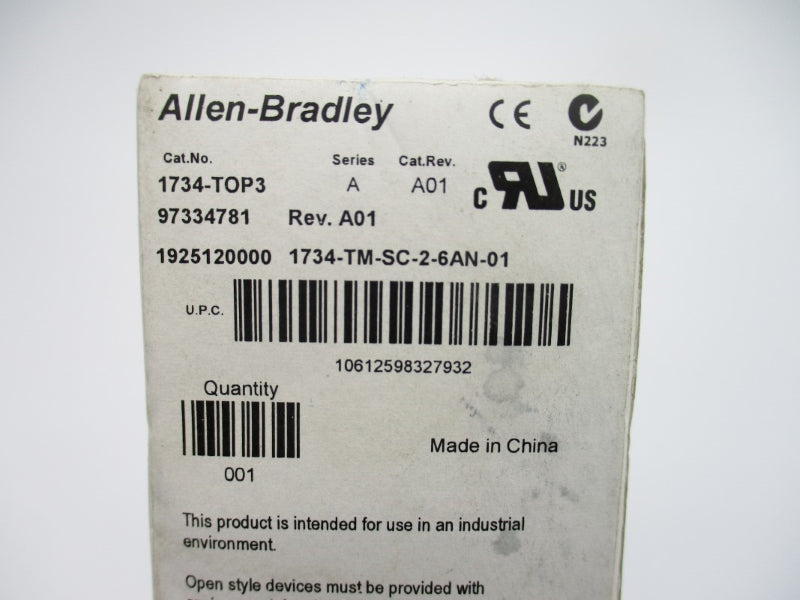 Allen-Bradley CE N223
Cat.No. Series Cat.Rev.
1734-TOP3 A A01
c RU ® US
97334781 Rev. A01
1925120000 1734-TM-SC-2-6AN-01
U.P.C.
10612598327932
Quantity
001
Made in China
This product is intended for use in an industrial
environment.
Open style devices must be provided with